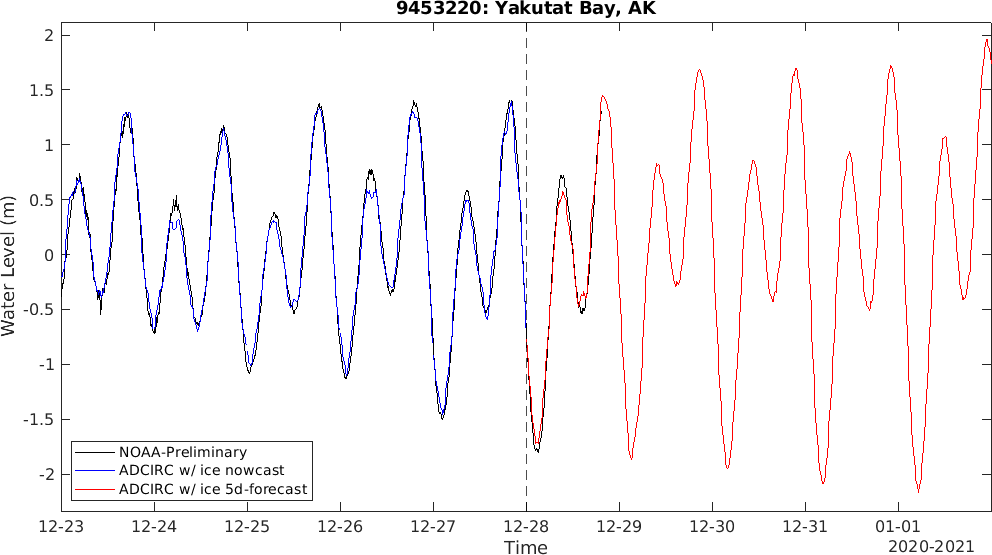 9453220: Yakutat Bay, AK
Water Level (m)
2
1.5
1
0.5
0
-0.5
-1
-1.5
-2
NOAA-Preliminary
ADCIRC w/ ice nowcast
ADCIRC w/ ice 5d-forecast
12-23 12-24 12-25 12-26 12-27 12-28 12-29 12-30 12-31 01-01
Time
2020-2021